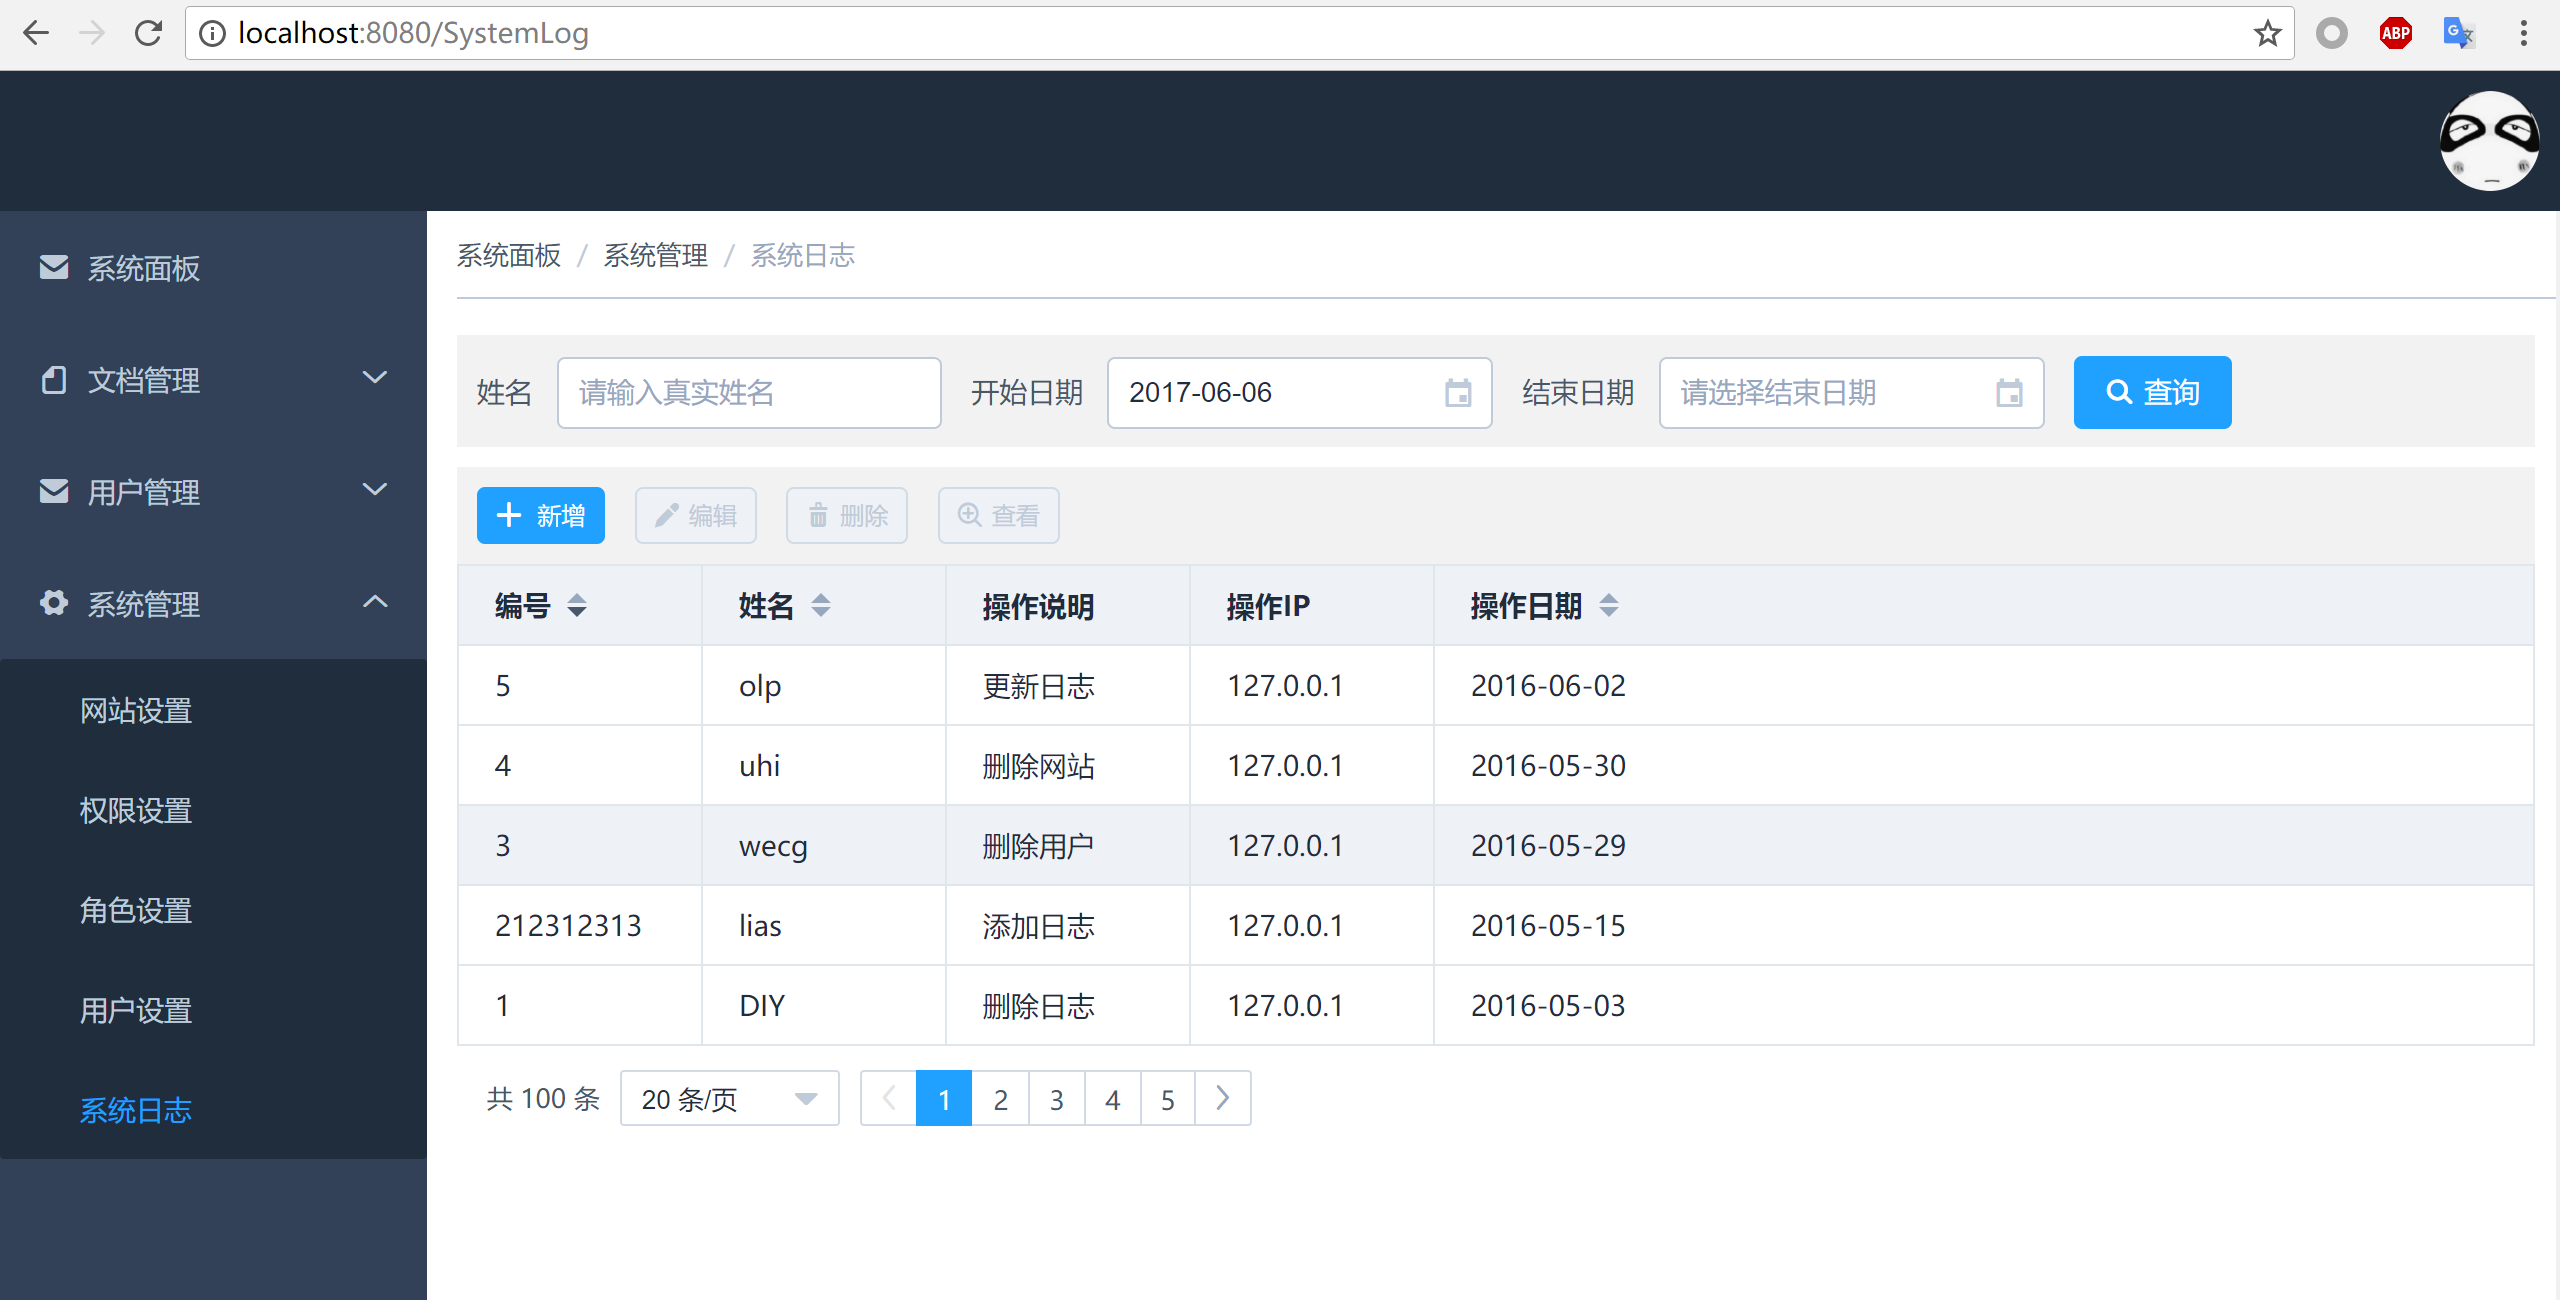 localhost:8080/SystemLog
ABP
G 文
系统面板
文档管理
用户管理
系统管理
网站设置
权限设置
角色设置
用户设置
系统日志
系统面板 / 系统管理 / 系统日志
姓名 请输入真实姓名 开始日期 2017-06-06 结束日期 请选择结束日期 查询
新增 编辑 删除 查看
编号 姓名 操作说明 操作IP 操作日期
5 olp 更新日志 127.0.0.1 2016-06-02
4 uhi 删除网站 127.0.0.1 2016-05-30
3 wecg 删除用户 127.0.0.1 2016-05-29
212312313 lias 添加日志 127.0.0.1 2016-05-15
1 DIY 删除日志 127.0.0.1 2016-05-03
共 100 条 20 条/页 1 2 3 4 5